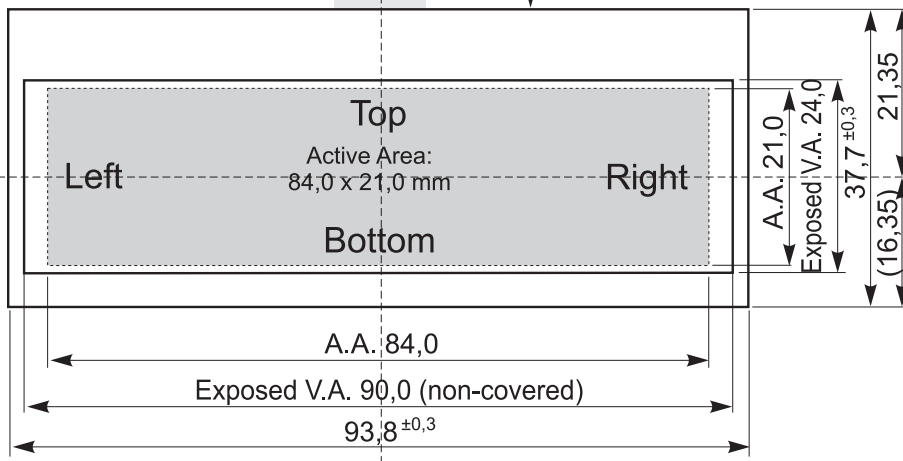 Top
Active Area:
84,0 x 21,0 mm
Left
Right
Bottom
A.A. 21,0
Exposed V.A. 24,0
37,7 ±0,3
21,35
(16,35)
A.A. 84,0
Exposed V.A. 90,0 (non-covered)
93,8 ±0,3